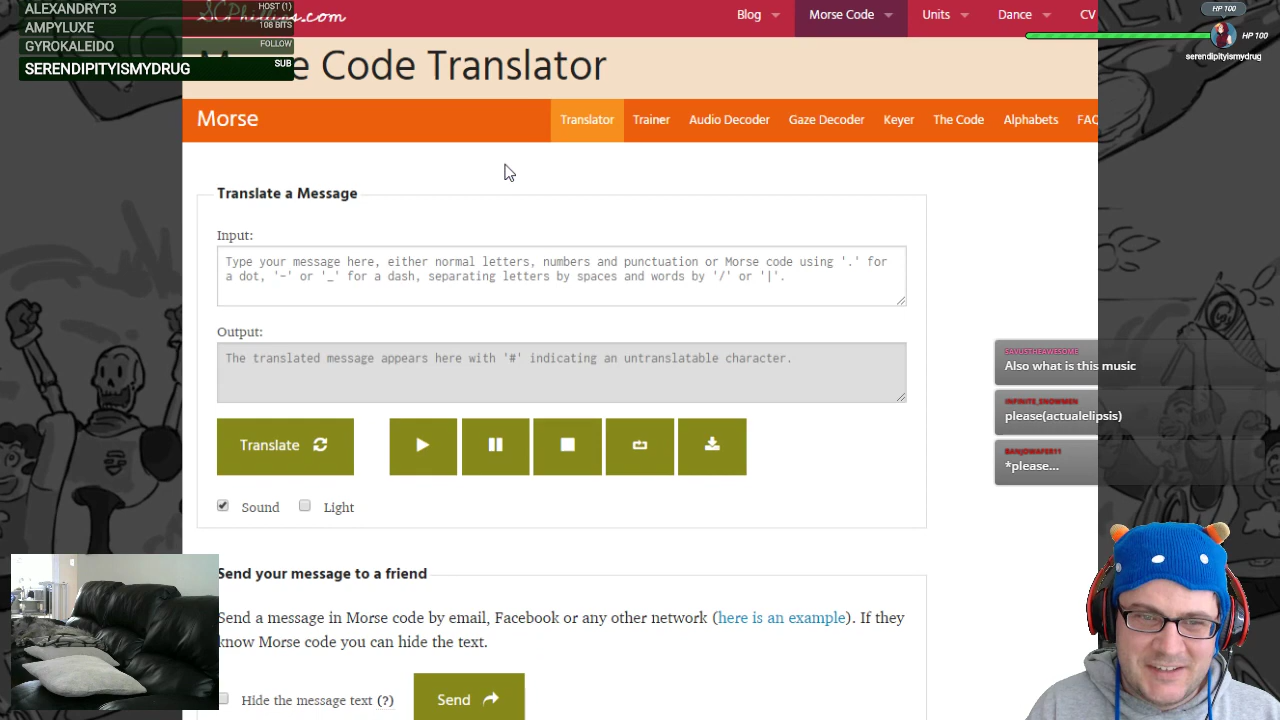 ALEXANDRYT3 HOST (1)
AMPYLUXE 108 BITS
GYROKALEIDO FOLLOW
SERENDIPITYISMYDRUG SUB
SCPhillips.com
Blog Morse Code Units Dance CV
HP 100
HP 100
serendipityismydrug
e Code Translator
Morse Translator Trainer Audio Decoder Gaze Decoder Keyer The Code Alphabets FAQ
Translate a Message
Input:
Type your message here, either normal letters, numbers and punctuation or Morse code using '.' for
a dot, '-' or '_' for a dash, separating letters by spaces and words by '/' or '|'.
Output:
The translated message appears here with '#' indicating an untranslatable character.
Translate
Sound Light
SAVUSTHEAWESOME
Also what is this music
INFINITE_SNOWMEN
please(actualelipsis)
BANJOWAFER11
*please...
Send your message to a friend
Send a message in Morse code by email, Facebook or any other network (here is an example). If they
know Morse code you can hide the text.
Hide the message text (?) Send